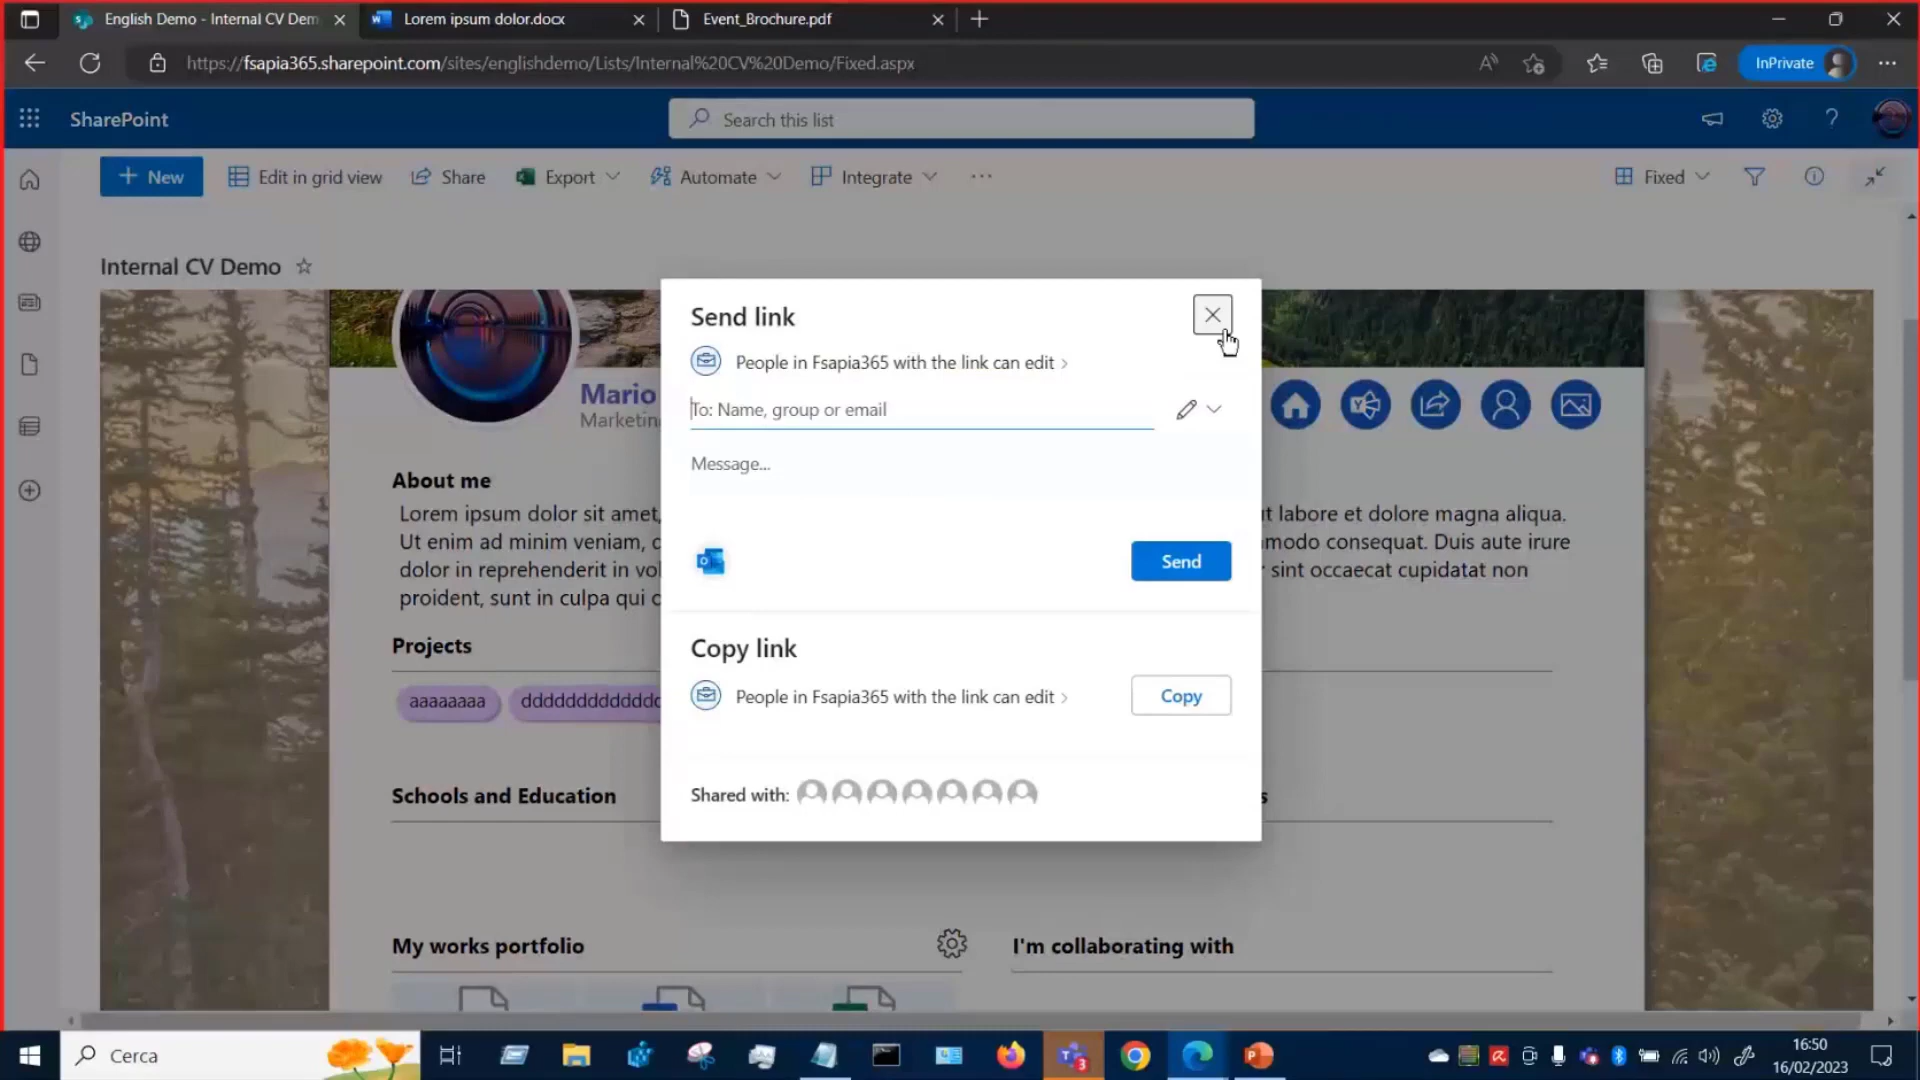 English Demo - Internal CV Dem
Lorem ipsum dolor.docx
Event_Brochure.pdf
https://fsapia365.sharepoint.com/sites/englishdemo/Lists/Internal%20CV%20Demo/Fixed.aspx
InPrivate
SharePoint
Search this list
New
Edit in grid view
Share
Export
Automate
Integrate
Fixed
Internal CV Demo
Send link
People in Fsapia365 with the link can edit
To: Name, group or email
Message...
Send
Copy link
People in Fsapia365 with the link can edit
Copy
Shared with:
Mario
Marketin
About me
Lorem ipsum dolor sit amet, t labore et dolore magna aliqua.
Ut enim ad minim veniam, modo consequat. Duis aute irure
dolor in reprehenderit in vol sint occaecat cupidatat non
proident, sunt in culpa qui
Projects
aaaaaaaa
Schools and Education
s
My works portfolio
I'm collaborating with
Cerca
3
16:50
16/02/2023